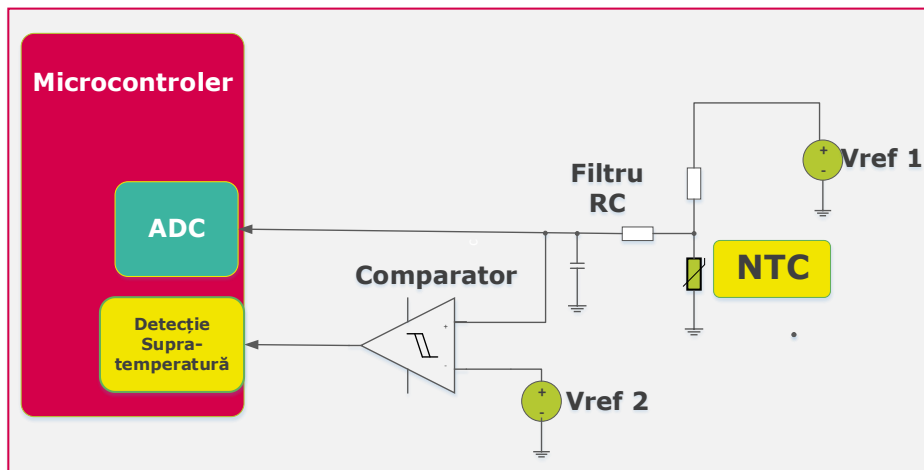 Microcontroler
ADC
Detecție
Supra-
temperatură
Comparator
+
-
Filtru
RC
+
-
Vref 1
NTC
+
-
Vref 2